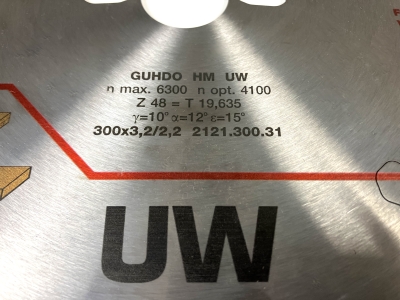 GUHDO HM UW
n max. 6300 n opt. 4100
Z 48 = T 19,635
γ=10° α=12° ε=15°
300x3,2/2,2 2121.300.31
UW